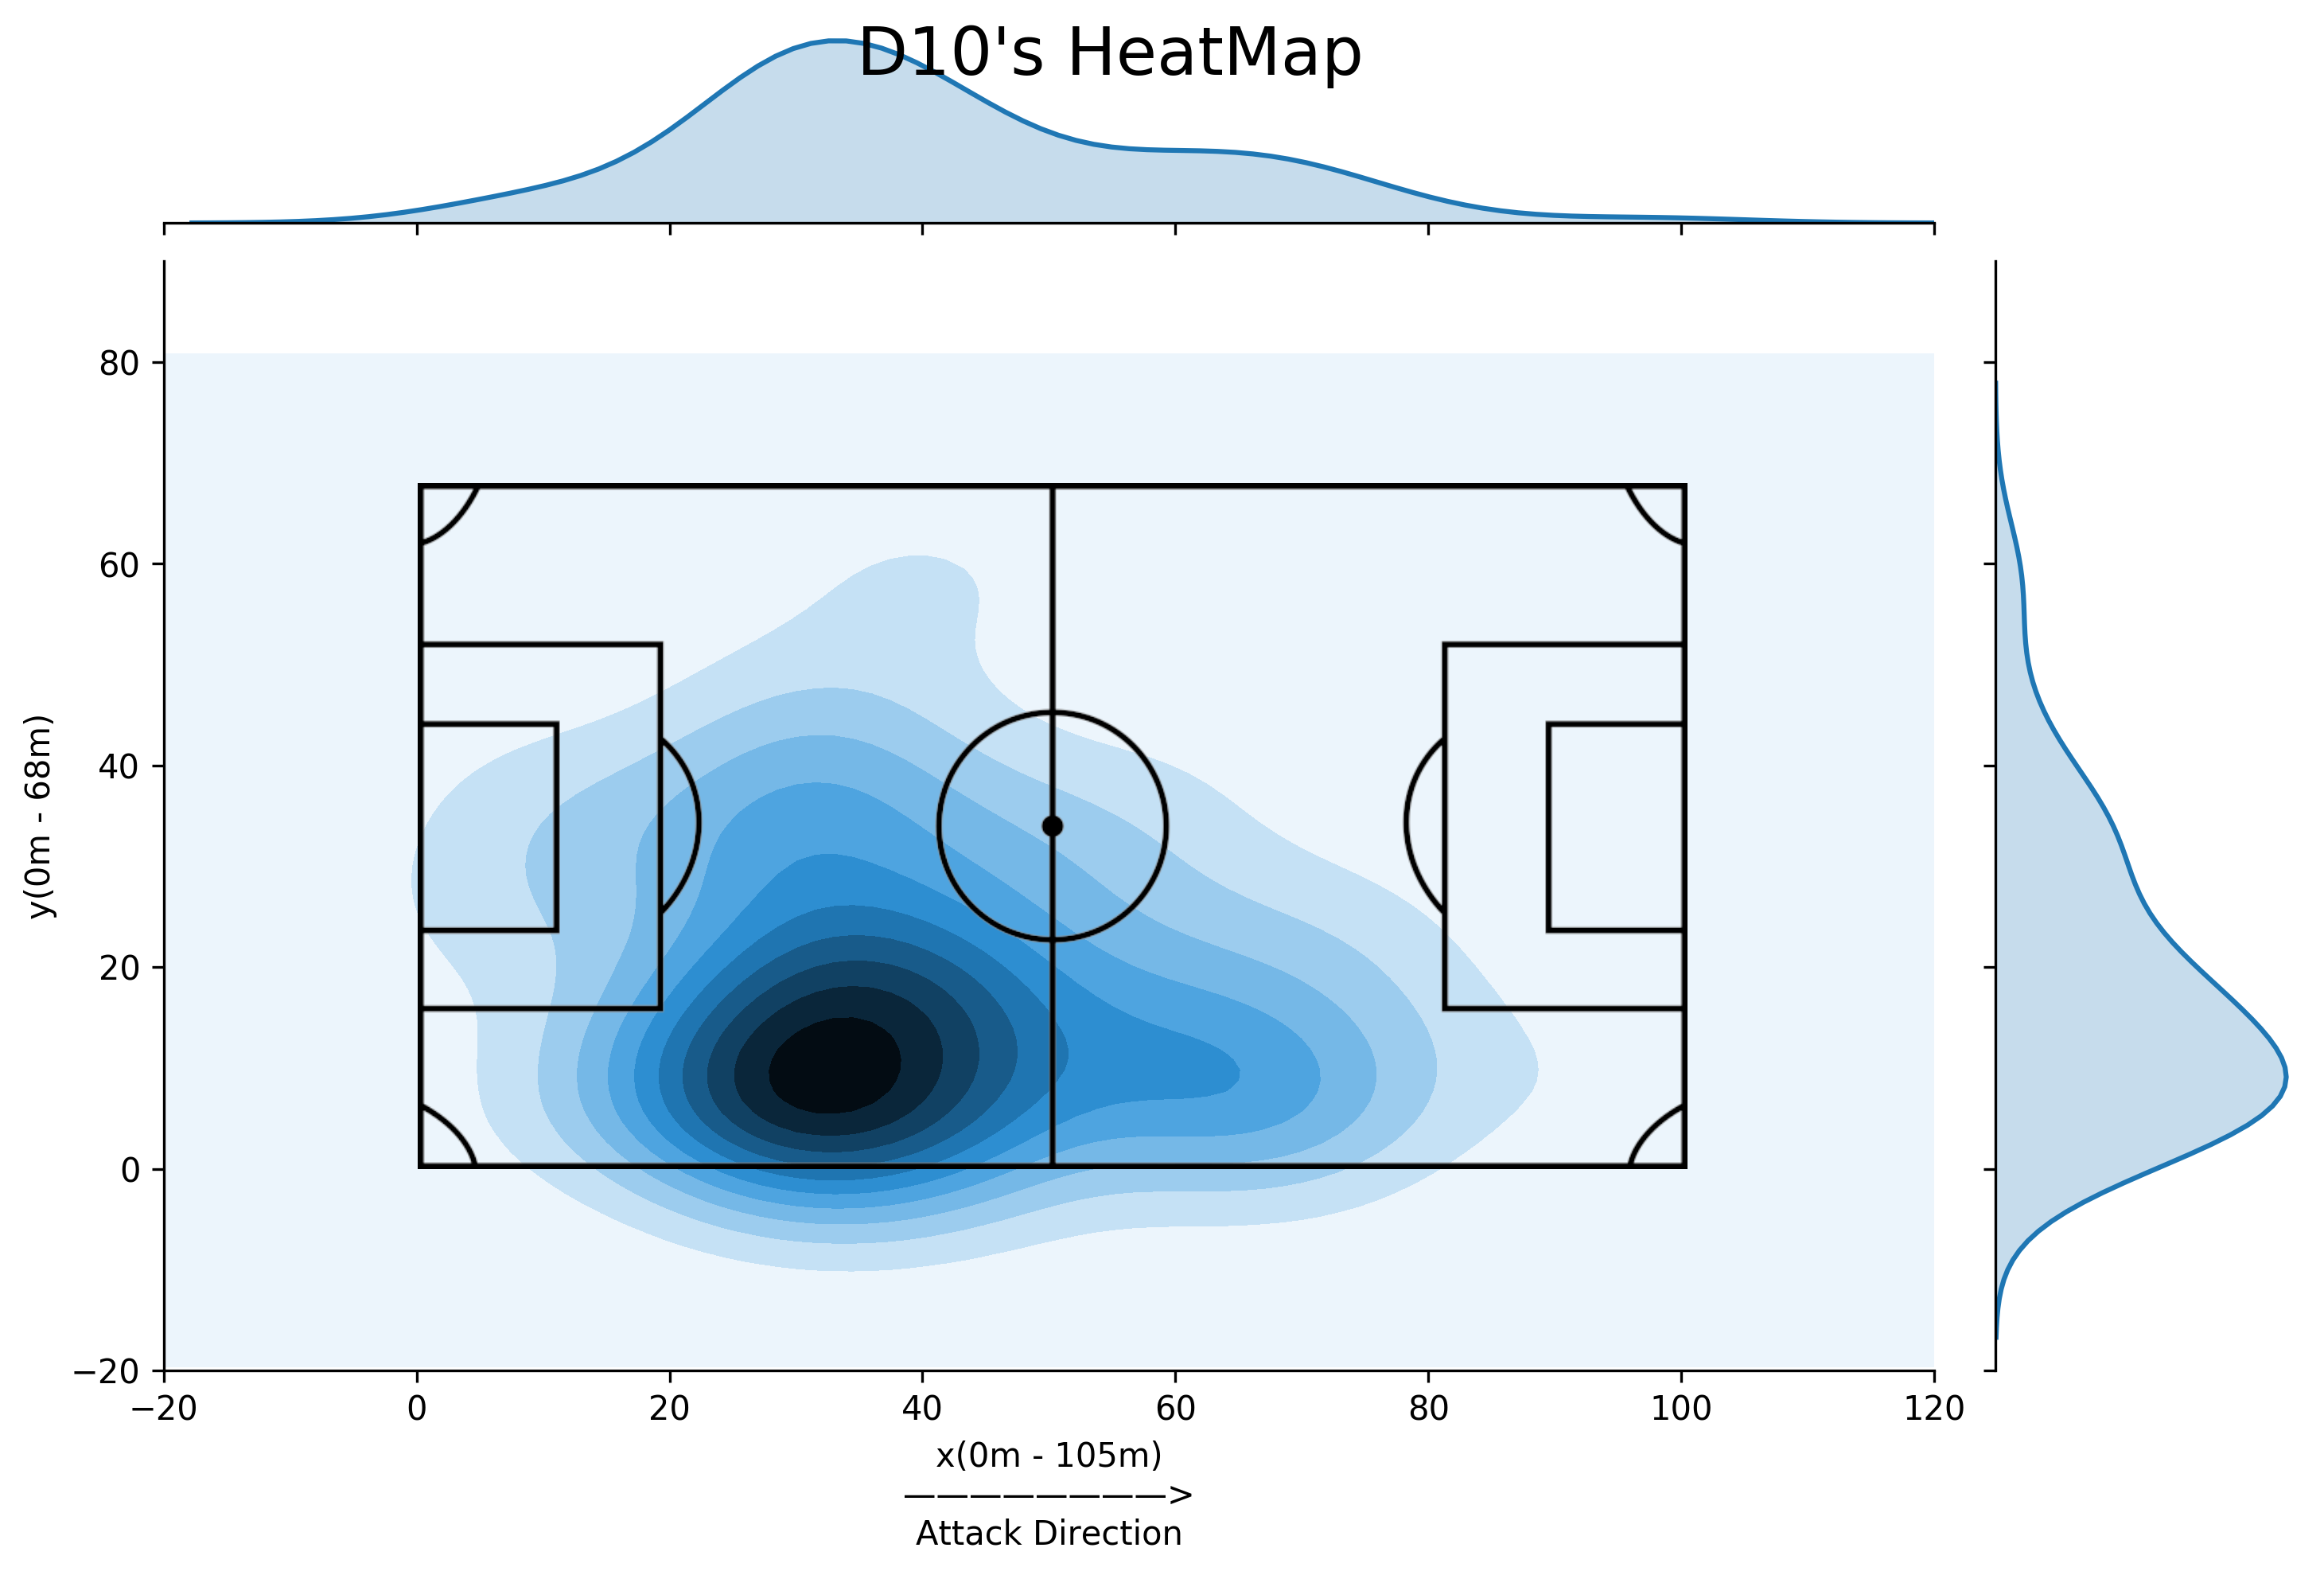 D10's HeatMap
80
60
40
20
0
−20
y(0m - 68m)
−20 0 20 40 60 80 100 120
x(0m - 105m)
————————>
Attack Direction